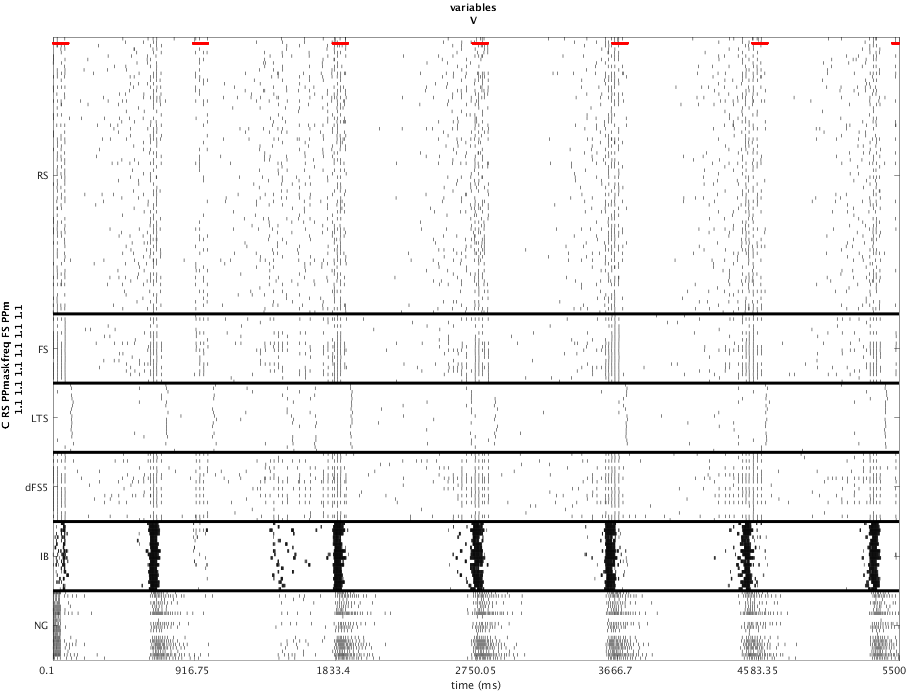 variables
V
C RS PPmaskfreq FS PPm
1.1 1.1 1.1 1.1 1.1
RS
FS
LTS
dFS5
IB
NG
0.1 916.75 1833.4 2750.05 3666.7 4583.35 5500
time (ms)